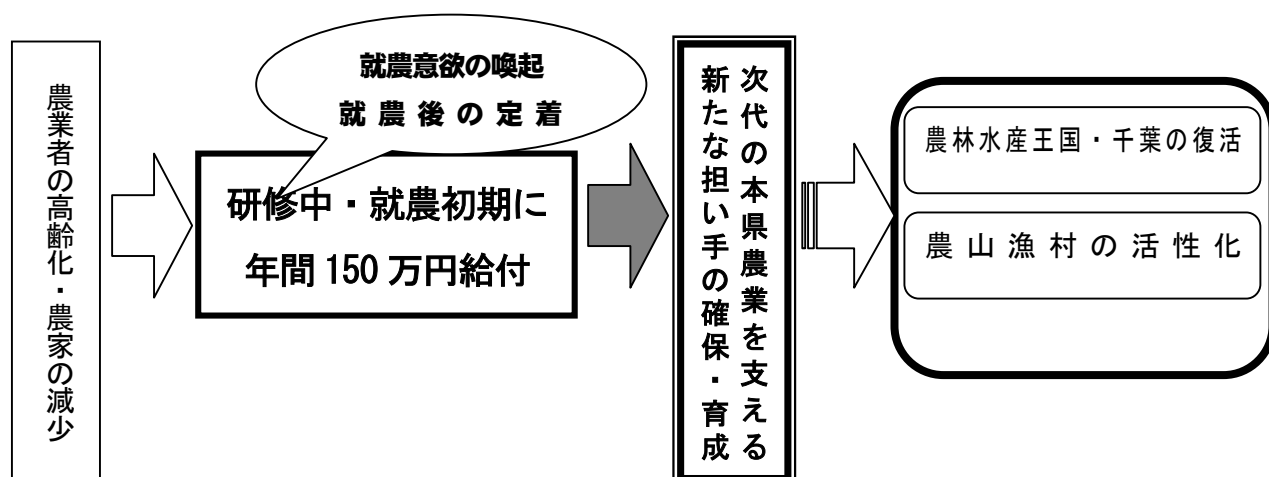 農業者の高齢化・農家の減少
就農意欲の喚起
就農後の定着
研修中・就農初期に
年間150万円給付
次代の本県農業を支える
新たな担い手の確保・育成
農林水産王国・千葉の復活
農山漁村の活性化